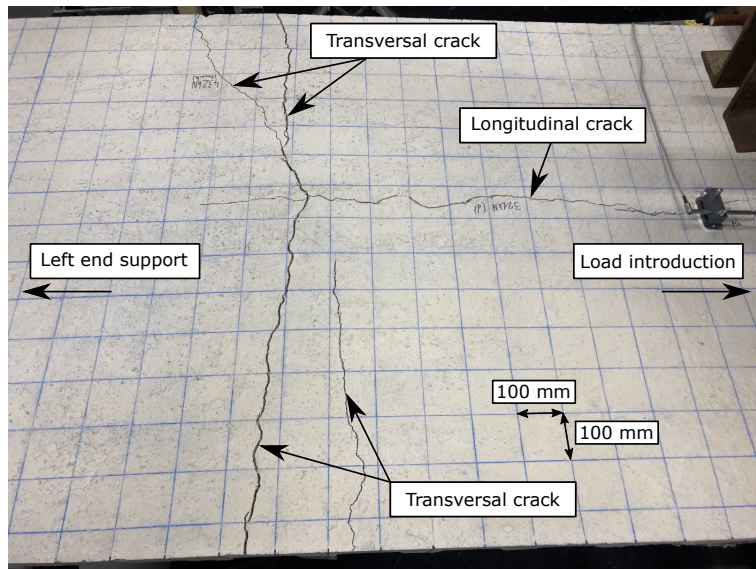 Transversal crack
Longitudinal crack
Left end support
Load introduction
100 mm
100 mm
Transversal crack